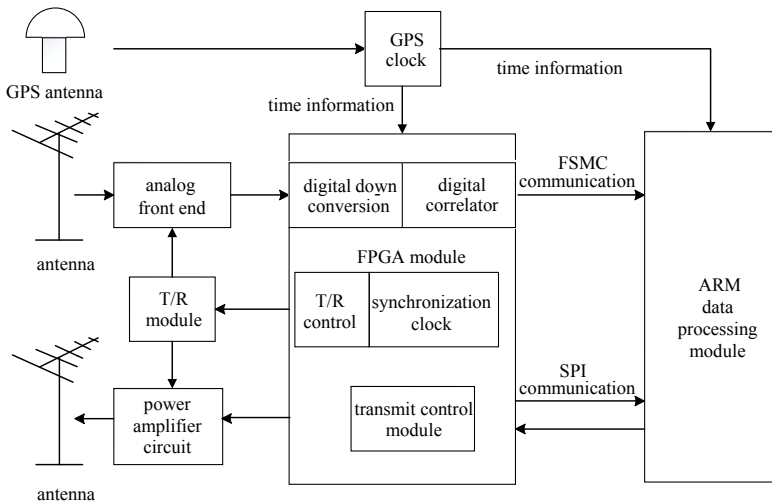 GPS
clock
GPS antenna
time information
time information
analog
front end
digital down
conversion
digital
correlator
FSMC
communication
antenna
FPGA module
T/R
module
T/R
control
synchronization
clock
ARM
data
processing
module
SPI
communication
power
amplifier
circuit
transmit control
module
antenna